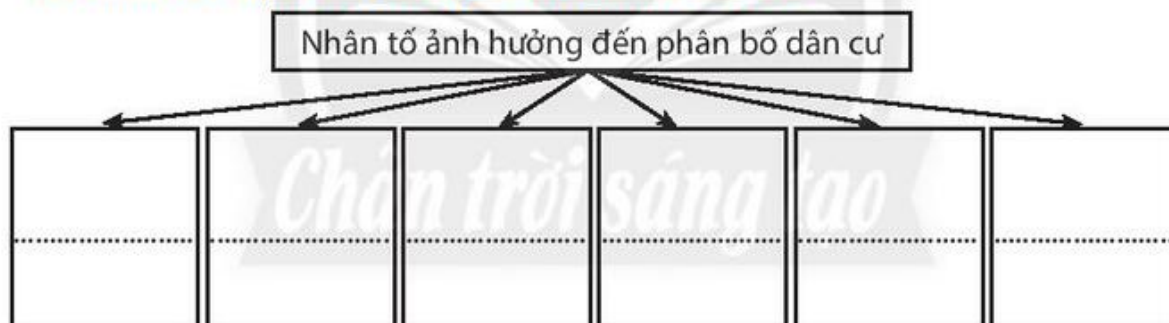 Nhân tố ảnh hưởng đến phân bố dân cư
Chân trời sáng tạo